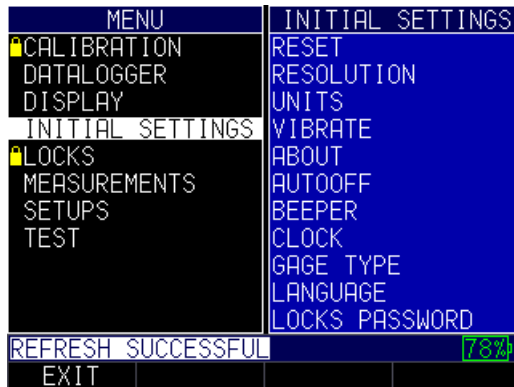 MENU
CALIBRATION
DATALOGGER
DISPLAY
INITIAL SETTINGS
LOCKS
MEASUREMENTS
SETUPS
TEST
INITIAL SETTINGS
RESET
RESOLUTION
UNITS
VIBRATE
ABOUT
AUTOOFF
BEEPER
CLOCK
GAGE TYPE
LANGUAGE
LOCKS PASSWORD
REFRESH SUCCESSFUL
78%
EXIT